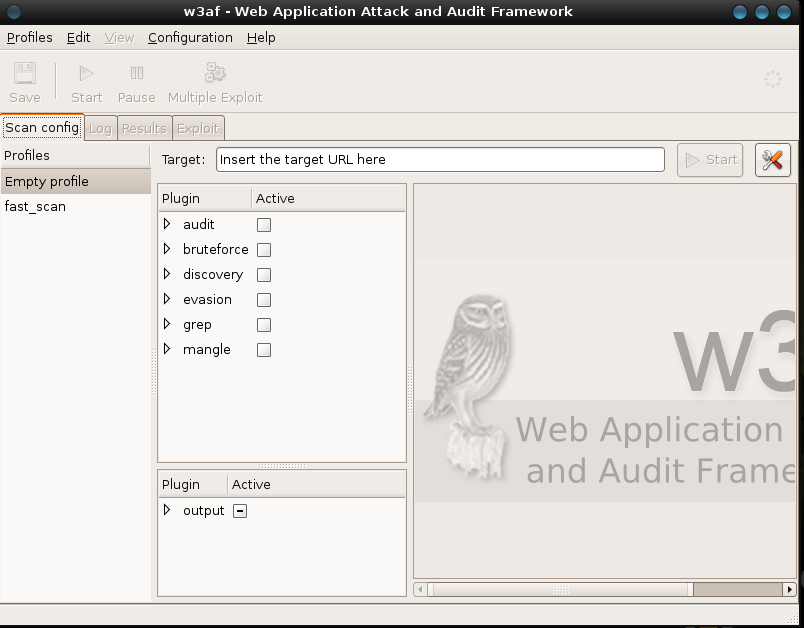 w3af - Web Application Attack and Audit Framework
Profiles Edit View Configuration Help
Save Start Pause Multiple Exploit
Scan config Log Results Exploit
Profiles
Target: Insert the target URL here Start
Empty profile
fast_scan
Plugin Active
audit
bruteforce
discovery
evasion
grep
mangle
Plugin Active
output
w3
Web Application
and Audit Frame